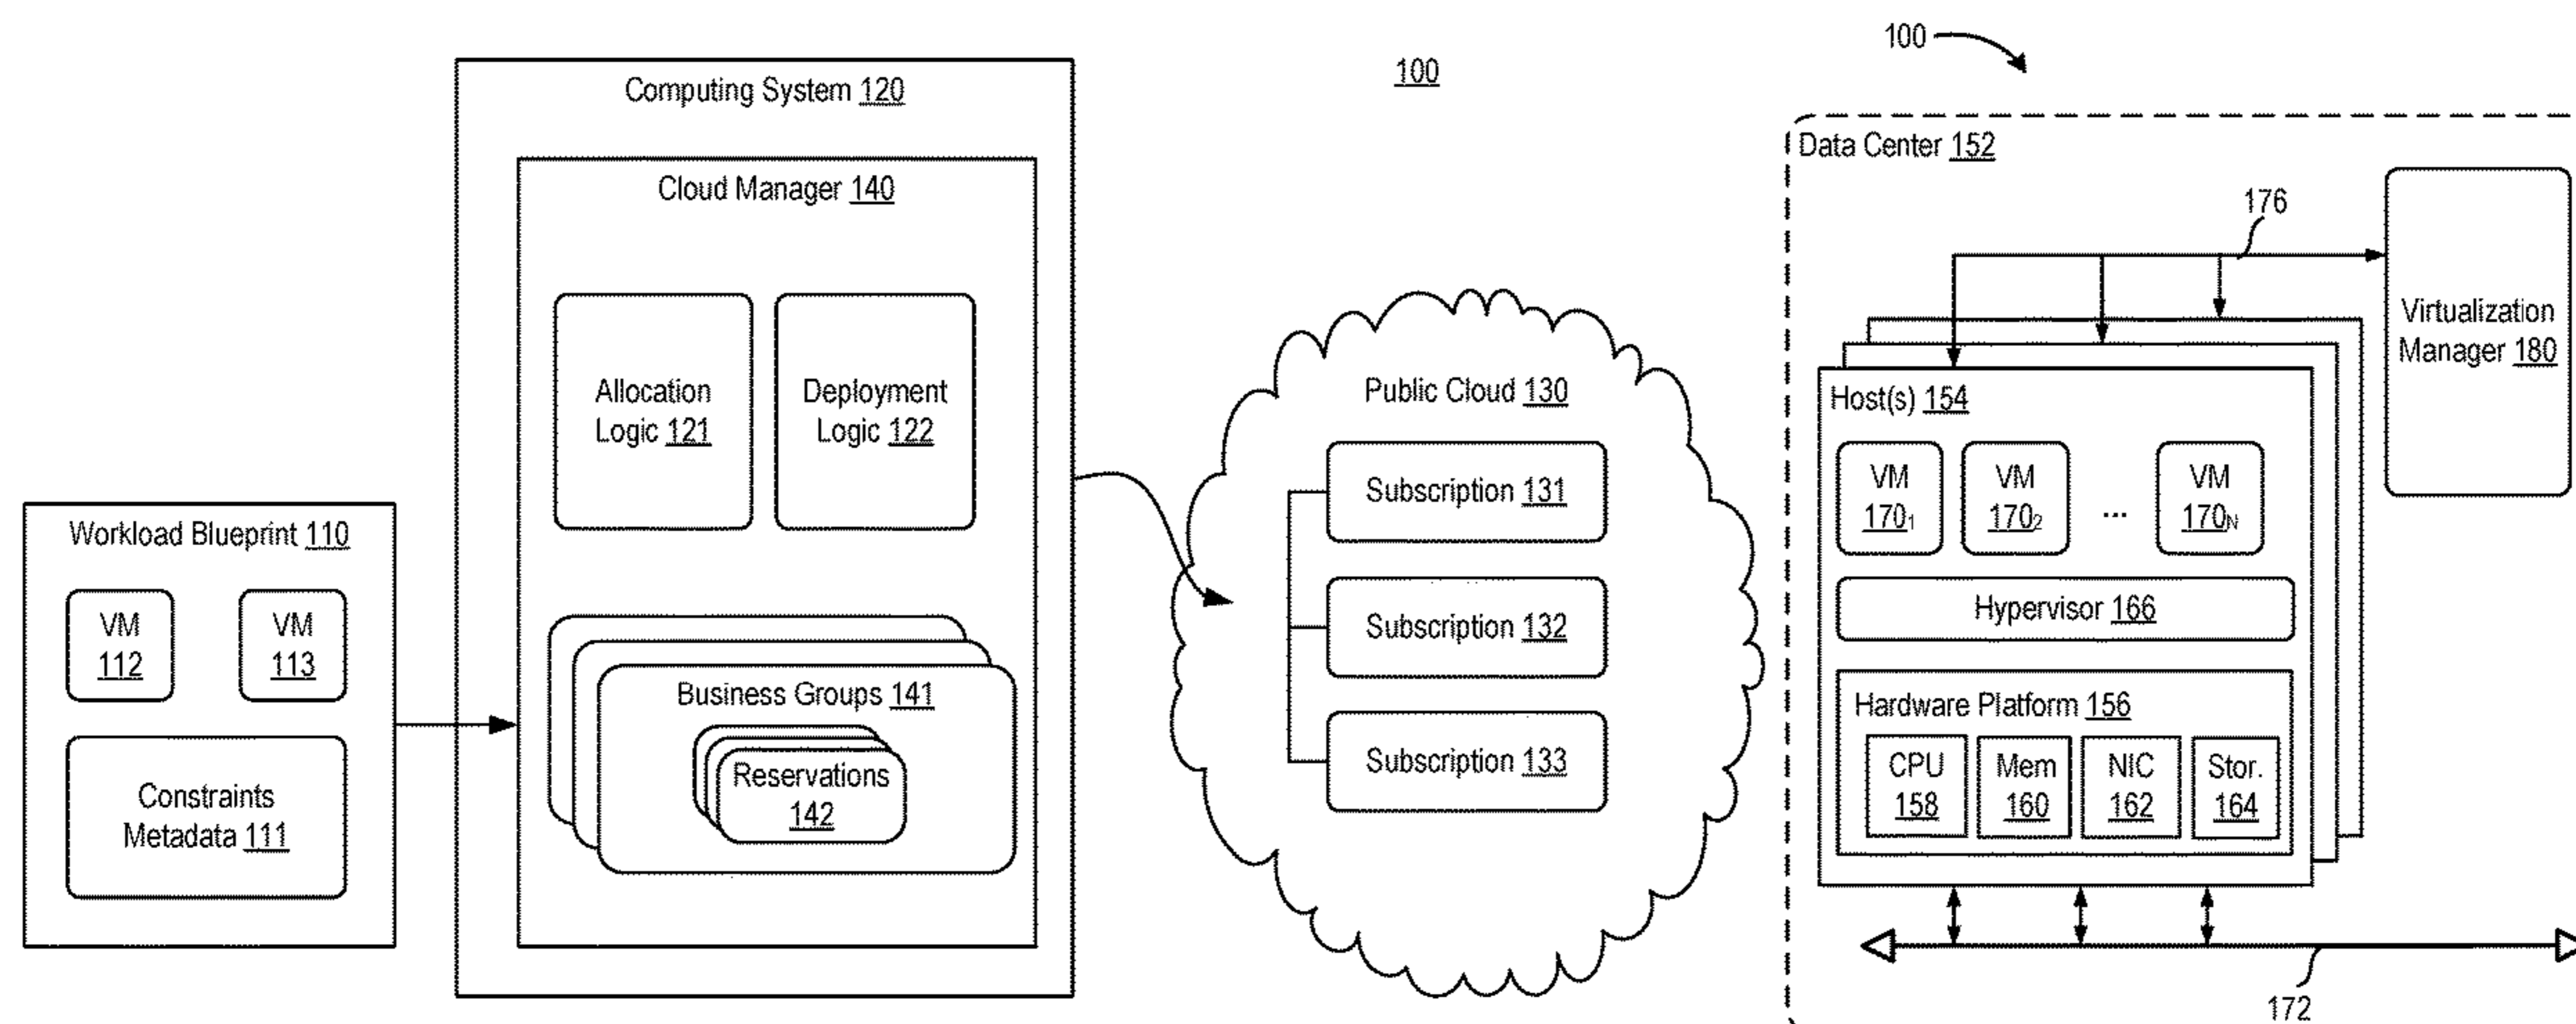 100
Computing System 120
100
Cloud Manager 140
Allocation
Logic 121
Deployment
Logic 122
Business Groups 141
Reservations
142
Workload Blueprint 110
VM
112
VM
113
Constraints
Metadata 111
Public Cloud 130
Subscription 131
Subscription 132
Subscription 133
Data Center 152
176
Virtualization
Manager 180
Host(s) 154
VM
170₁
VM
170₂
...
VM
170N
Hypervisor 166
Hardware Platform 156
CPU
158
Mem
160
NIC
162
Stor.
164
172